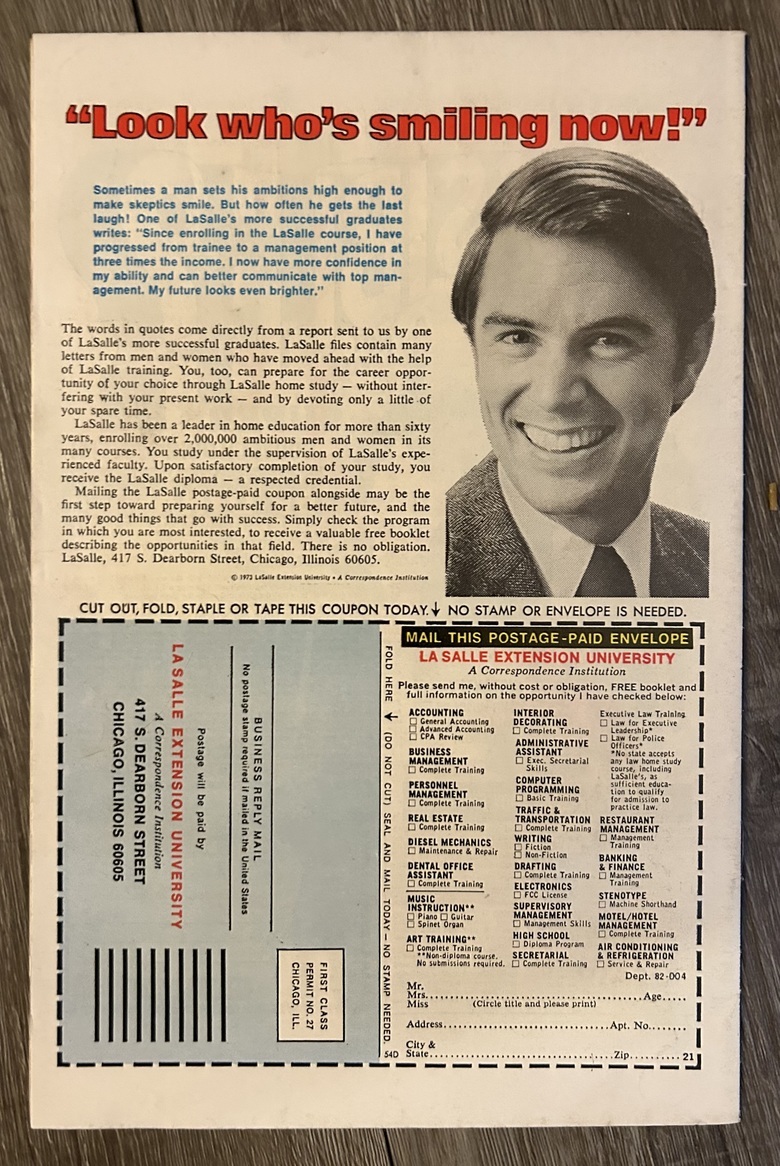 “Look who’s smiling now!”
Sometimes a man sets his ambitions high enough to
make skeptics smile. But how often he gets the last
laugh! One of LaSalle's more successful graduates
writes: "Since enrolling in the LaSalle course, I have
progressed from trainee to a management position at
three times the income. I now have more confidence in
my ability and can better communicate with top man-
agement. My future looks even brighter."
The words in quotes come directly from a report sent to us by one
of LaSalle's more successful graduates. LaSalle files contain many
letters from men and women who have moved ahead with the help
of LaSalle training. You, too, can prepare for the career oppor-
tunity of your choice through LaSalle home study — without inter-
fering with your present work — and by devoting only a little of
your spare time.
LaSalle has been a leader in home education for more than sixty
years, enrolling over 2,000,000 ambitious men and women in its
many courses. You study under the supervision of LaSalle's expe-
rienced faculty. Upon satisfactory completion of your study, you
receive the LaSalle diploma — a respected credential.
Mailing the LaSalle postage-paid coupon alongside may be the
first step toward preparing yourself for a better future, and the
many good things that go with success. Simply check the program
in which you are most interested, to receive a valuable free booklet
describing the opportunities in that field. There is no obligation.
LaSalle, 417 S. Dearborn Street, Chicago, Illinois 60605.
© 1973 LaSalle Extension University • A Correspondence Institution
CUT OUT, FOLD, STAPLE OR TAPE THIS COUPON TODAY. NO STAMP OR ENVELOPE IS NEEDED.
FIRST CLASS
PERMIT NO. 27
CHICAGO, ILL.
BUSINESS REPLY MAIL
No postage stamp required if mailed in the United States
Postage will be paid by
LA SALLE EXTENSION UNIVERSITY
A Correspondence Institution
417 S. DEARBORN STREET
CHICAGO, ILLINOIS 60605
FOLD HERE (DO NOT CUT) SEAL AND MAIL TODAY — NO STAMP NEEDED.
54D
MAIL THIS POSTAGE-PAID ENVELOPE
LA SALLE EXTENSION UNIVERSITY
A Correspondence Institution
Please send me, without cost or obligation, FREE booklet and
full information on the opportunity I have checked below:
ACCOUNTING
General Accounting
Advanced Accounting
CPA Review
BUSINESS
MANAGEMENT
Complete Training
PERSONNEL
MANAGEMENT
Complete Training
REAL ESTATE
Complete Training
DIESEL MECHANICS
Maintenance & Repair
DENTAL OFFICE
ASSISTANT
Complete Training
MUSIC
INSTRUCTION**
Piano Guitar
Spinet Organ
ART TRAINING**
Complete Training
**Non-diploma course.
No submissions required.
INTERIOR
DECORATING
Complete Training
ADMINISTRATIVE
ASSISTANT
Exec. Secretarial
Skills
COMPUTER
PROGRAMMING
Basic Training
TRAFFIC &
TRANSPORTATION
Complete Training
WRITING
Fiction
Non-Fiction
DRAFTING
Complete Training
ELECTRONICS
FCC License
SUPERVISORY
MANAGEMENT
Management Skills
HIGH SCHOOL
Diploma Program
SECRETARIAL
Complete Training
Executive Law Training
Law for Executive
Leadership*
Law for Police
Officers*
*No state accepts
any law home study
course, including
LaSalle's, as
sufficient educa-
tion to qualify
for admission to
practice law.
RESTAURANT
MANAGEMENT
Management
Training
BANKING
& FINANCE
Management
Training
STENOTYPE
Machine Shorthand
MOTEL/HOTEL
MANAGEMENT
Complete Training
AIR CONDITIONING
& REFRIGERATION
Service & Repair
Dept. 82-004
Mr.
Mrs. Age
Miss (Circle title and please print)
Address Apt. No.
City &
State Zip 21